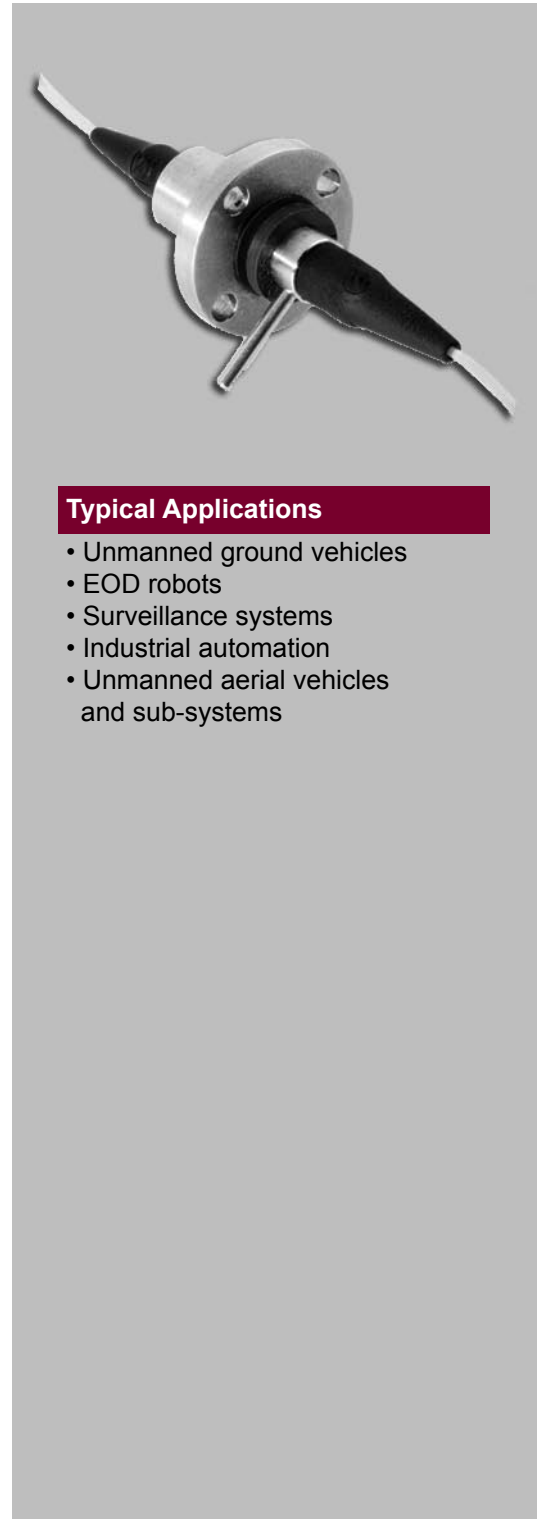 Typical Applications
• Unmanned ground vehicles
• EOD robots
• Surveillance systems
• Industrial automation
• Unmanned aerial vehicles
and sub-systems